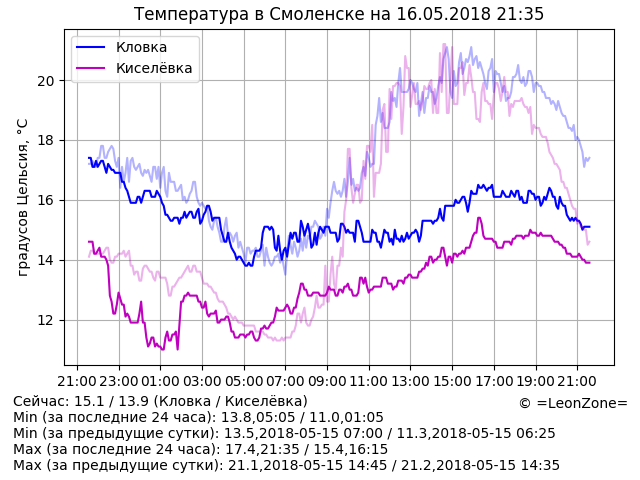 Температура в Смоленске на 16.05.2018 21:35
Кловка
Киселёвка
градусов Цельсия, °C
20
18
16
14
12
21:00 23:00 01:00 03:00 05:00 07:00 09:00 11:00 13:00 15:00 17:00 19:00 21:00
Сейчас: 15.1 / 13.9 (Кловка / Киселёвка)
© =LeonZone=
Min (за последние 24 часа): 13.8,05:05 / 11.0,01:05
Min (за предыдущие сутки): 13.5,2018-05-15 07:00 / 11.3,2018-05-15 06:25
Max (за последние 24 часа): 17.4,21:35 / 15.4,16:15
Max (за предыдущие сутки): 21.1,2018-05-15 14:45 / 21.2,2018-05-15 14:35